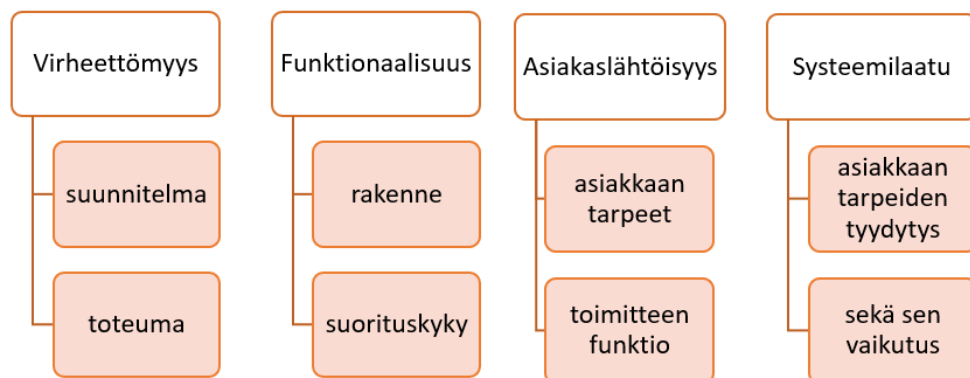 Virheettömyys
suunnitelma
toteuma
Funktionaalisuus
rakenne
suorituskyky
Asiakaslähtöisyys
asiakkaan
tarpeet
toimitteen
funktio
Systeemilaatu
asiakkaan
tarpeiden
tyydytys
sekä sen
vaikutus